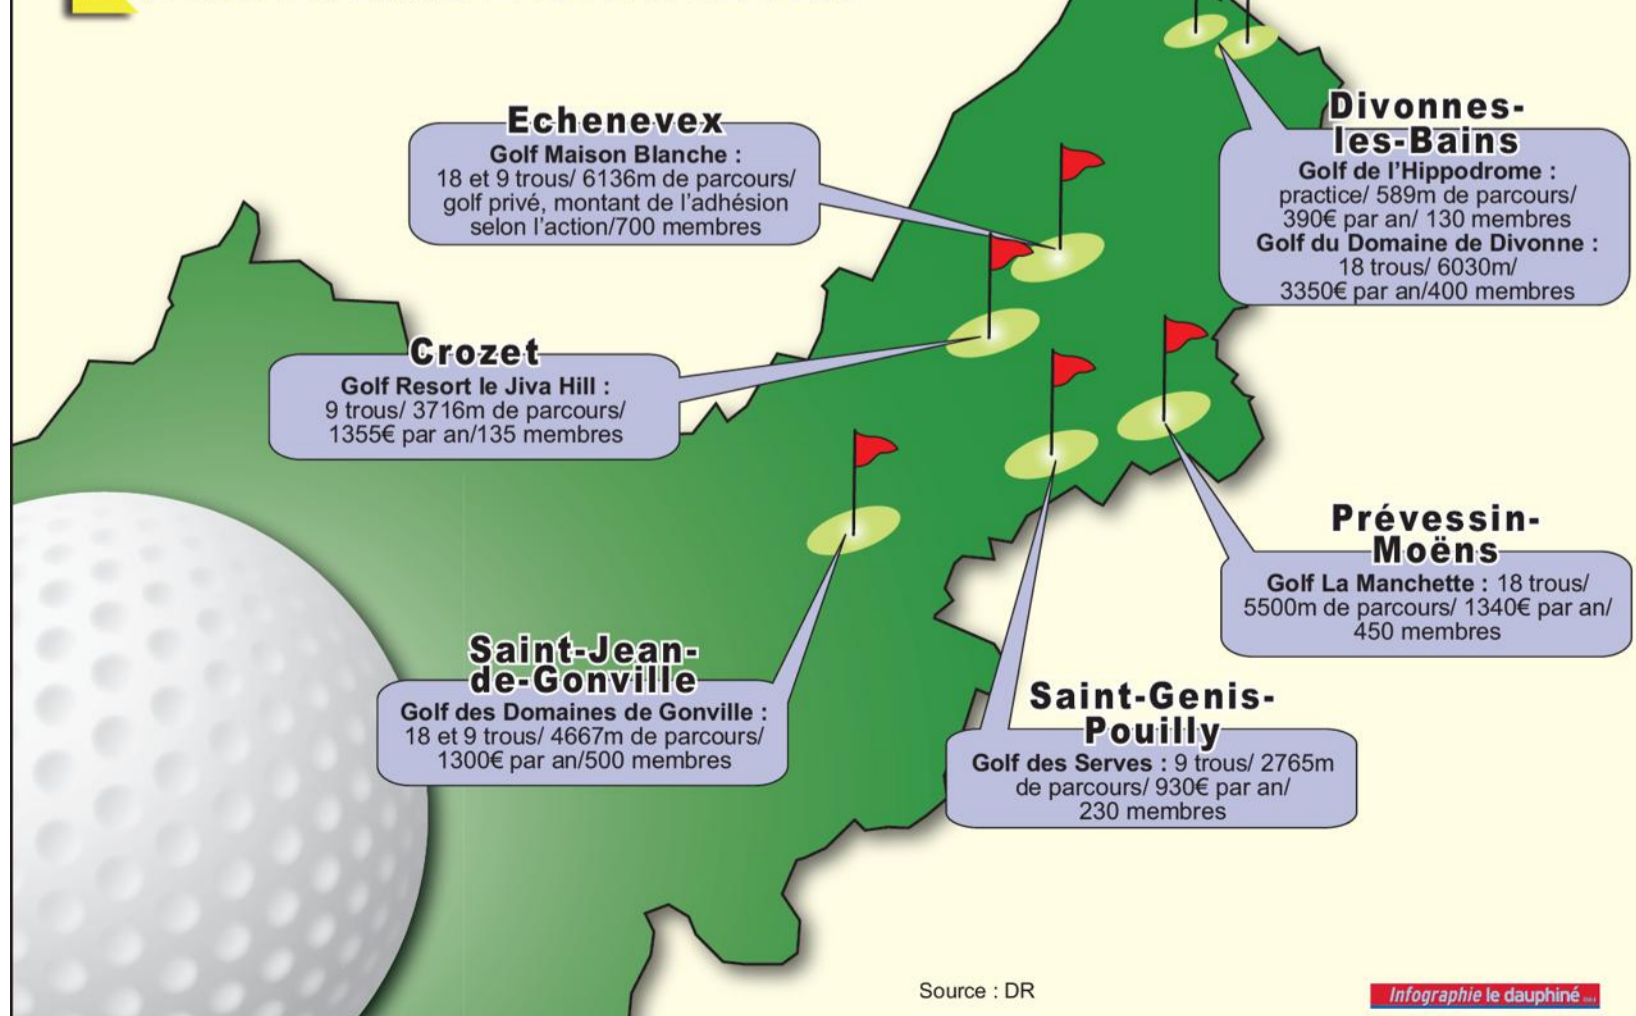 Echenevex
Golf Maison Blanche :
18 et 9 trous/ 6136m de parcours/
golf privé, montant de l'adhésion
selon l'action/700 membres
Divonnes-
les-Bains
Golf de l'Hippodrome :
practice/ 589m de parcours/
390€ par an/ 130 membres
Golf du Domaine de Divonne :
18 trous/ 6030m/
3350€ par an/400 membres
Crozet
Golf Resort le Jiva Hill :
9 trous/ 3716m de parcours/
1355€ par an/135 membres
Prévessin-
Moëns
Golf La Manchette : 18 trous/
5500m de parcours/ 1340€ par an/
450 membres
Saint-Jean-
de-Gonville
Golf des Domaines de Gonville :
18 et 9 trous/ 4667m de parcours/
1300€ par an/500 membres
Saint-Genis-
Pouilly
Golf des Serves : 9 trous/ 2765m
de parcours/ 930€ par an/
230 membres
Source : DR
Infographie le dauphiné